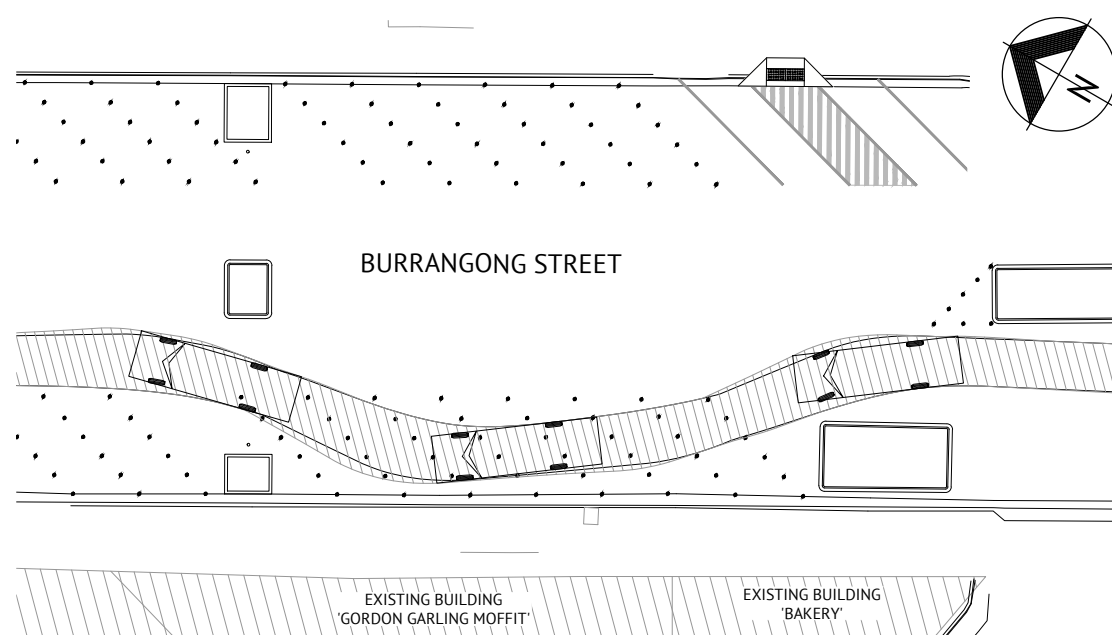 N
BURRANGONG STREET
EXISTING BUILDING
'GORDON GARLING MOFFIT'
EXISTING BUILDING
'BAKERY'